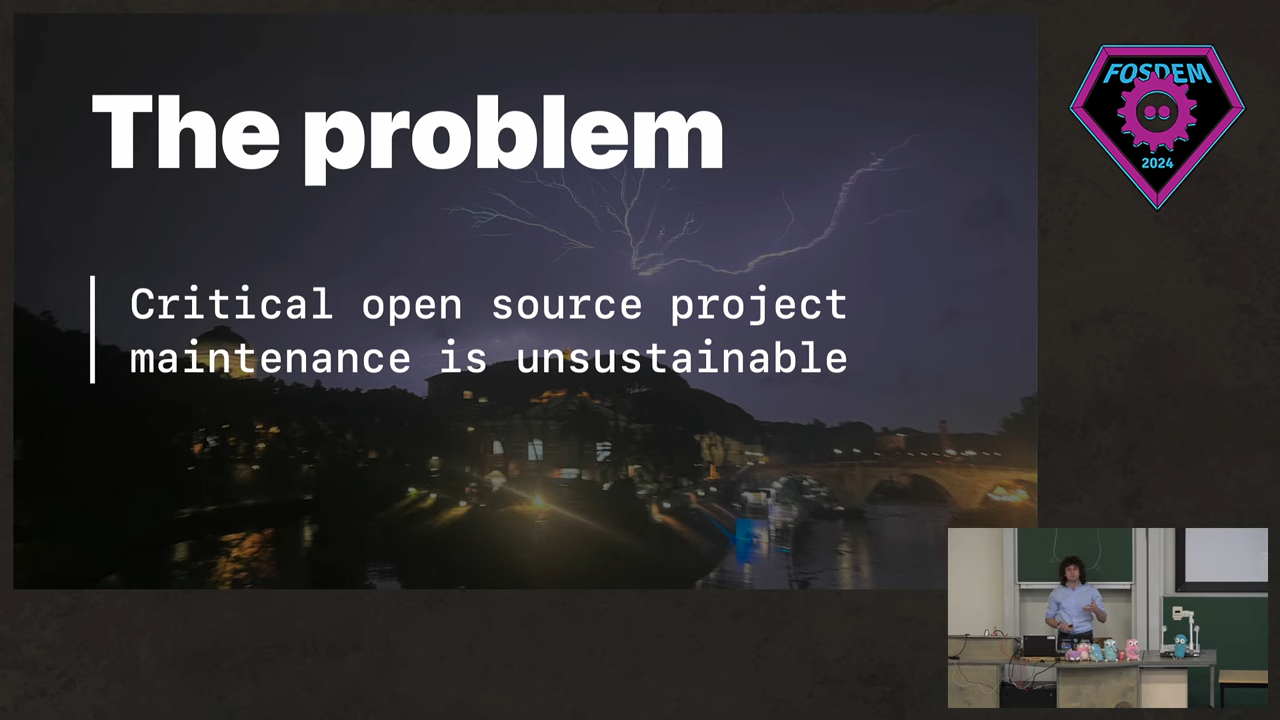 The problem
Critical open source project
maintenance is unsustainable
FOSDEM
2024